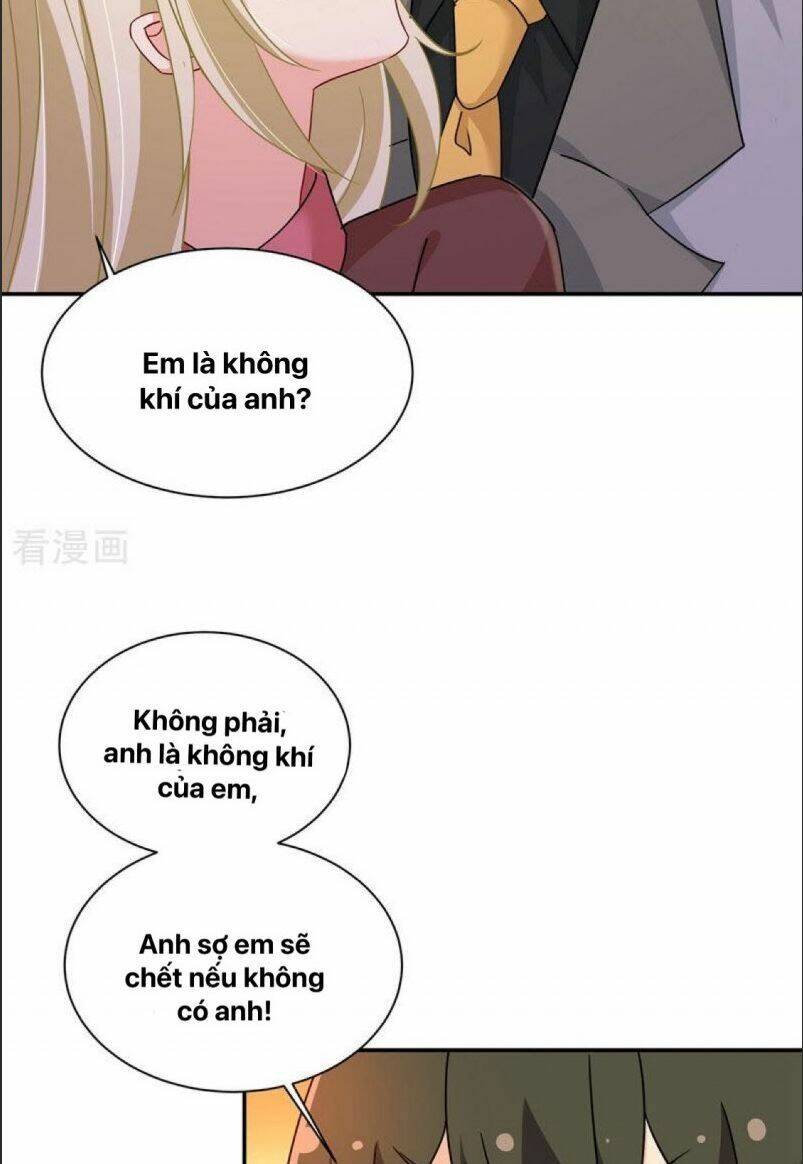 Em là không
khí của anh?
看漫画
Không phải,
anh là không khí
của em,
Anh sợ em sẽ
chết nếu không
có anh!